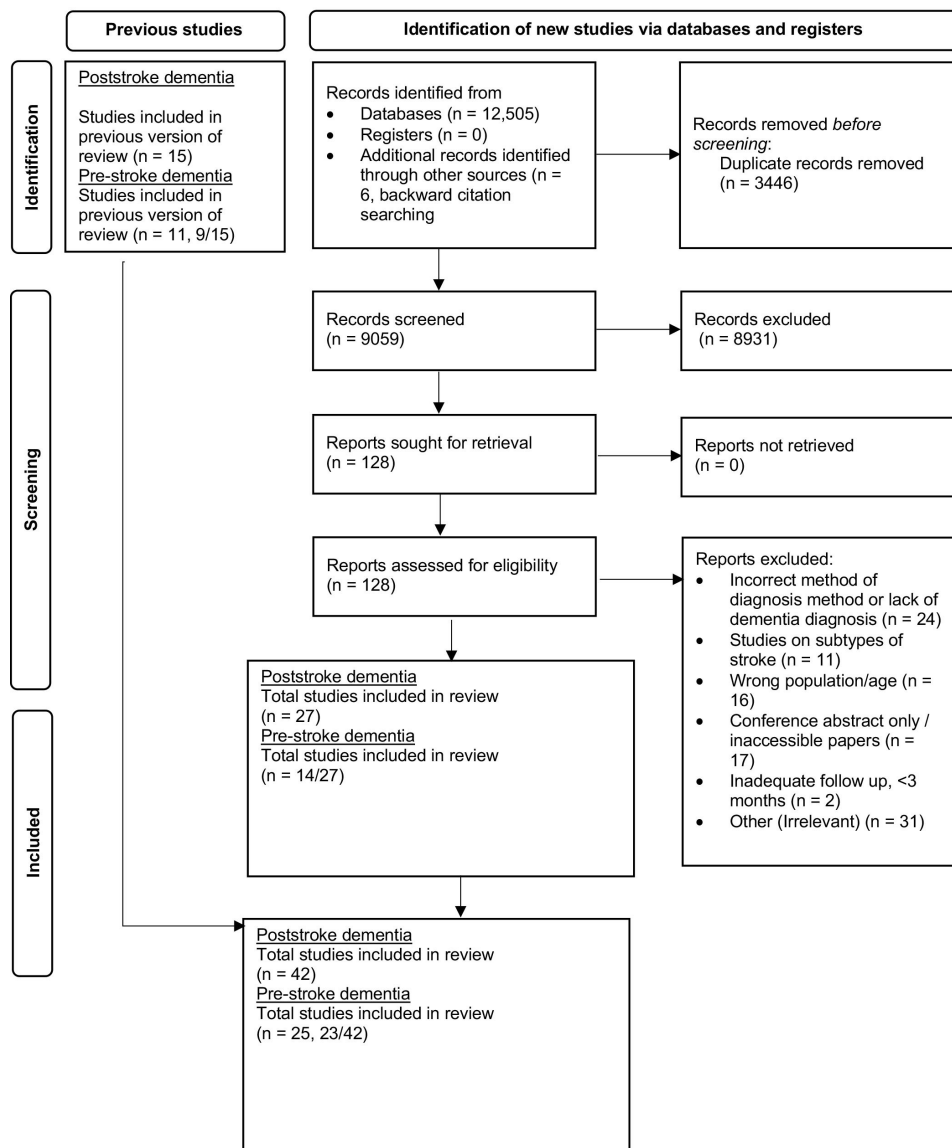 Previous studies
Identification of new studies via databases and registers
Identification
Poststroke dementia
Studies included in
previous version of
review (n = 15)
Pre-stroke dementia
Studies included in
previous version of
review (n = 11, 9/15)
Records identified from
• Databases (n = 12,505)
• Registers (n = 0)
• Additional records identified
through other sources (n =
6, backward citation
searching
Records removed before
screening:
Duplicate records removed
(n = 3446)
Screening
Records screened
(n = 9059)
Records excluded
(n = 8931)
Reports sought for retrieval
(n = 128)
Reports not retrieved
(n = 0)
Reports assessed for eligibility
(n = 128)
Reports excluded:
• Incorrect method of
diagnosis method or lack of
dementia diagnosis (n = 24)
• Studies on subtypes of
stroke (n = 11)
• Wrong population/age (n =
16)
• Conference abstract only /
inaccessible papers (n =
17)
• Inadequate follow up, <3
months (n = 2)
• Other (Irrelevant) (n = 31)
Included
Poststroke dementia
Total studies included in review
(n = 27)
Pre-stroke dementia
Total studies included in review
(n = 14/27)
Poststroke dementia
Total studies included in review
(n = 42)
Pre-stroke dementia
Total studies included in review
(n = 25, 23/42)